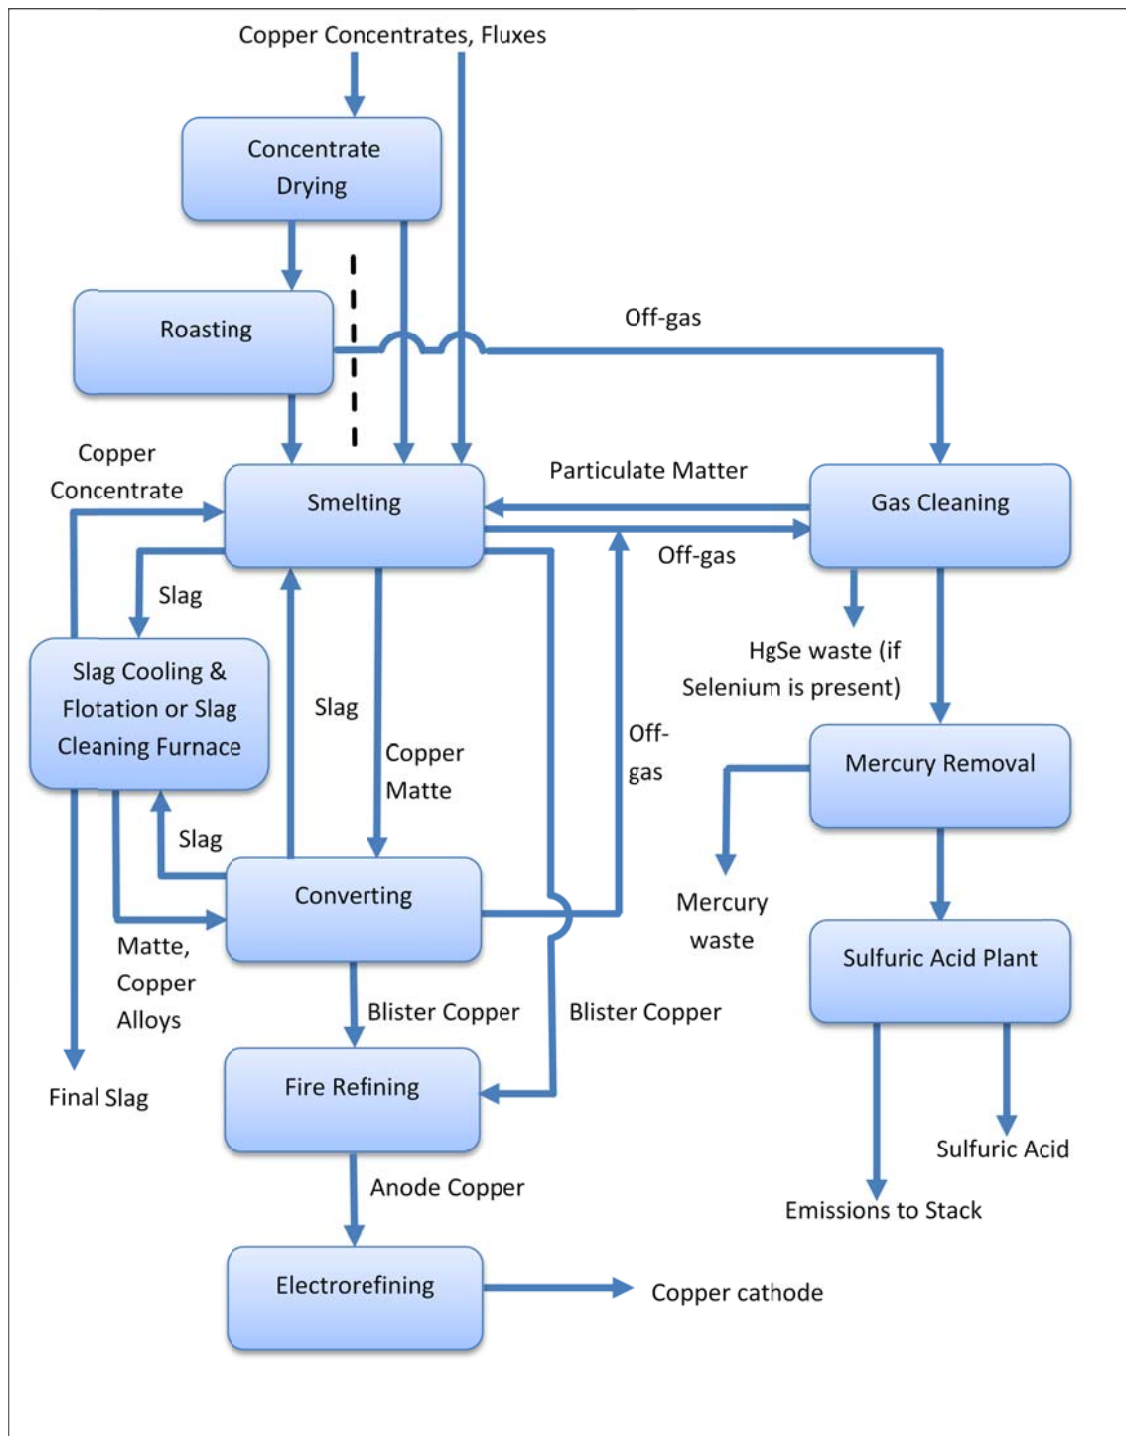 Copper Concentrates, Fluxes
Concentrate
Drying
Roasting
Off-gas
Copper
Concentrate
Particulate Matter
Smelting
Gas Cleaning
Off-gas
Slag
HgSe waste (if
Selenium is present)
Slag Cooling &
Flotation or Slag
Cleaning Furnace
Slag
Off-
gas
Copper
Matte
Mercury Removal
Slag
Converting
Mercury
waste
Matte,
Copper
Alloys
Sulfuric Acid Plant
Blister Copper
Blister Copper
Final Slag
Fire Refining
Sulfuric Acid
Anode Copper
Emissions to Stack
Electrorefining
Copper cathode